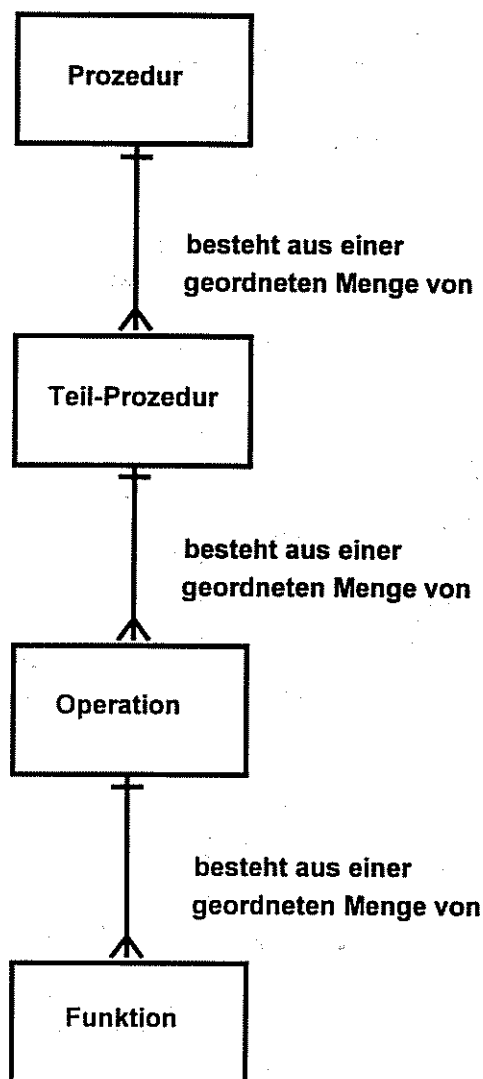 Prozedur
besteht aus einer
geordneten Menge von
Teil-Prozedur
besteht aus einer
geordneten Menge von
Operation
besteht aus einer
geordneten Menge von
Funktion